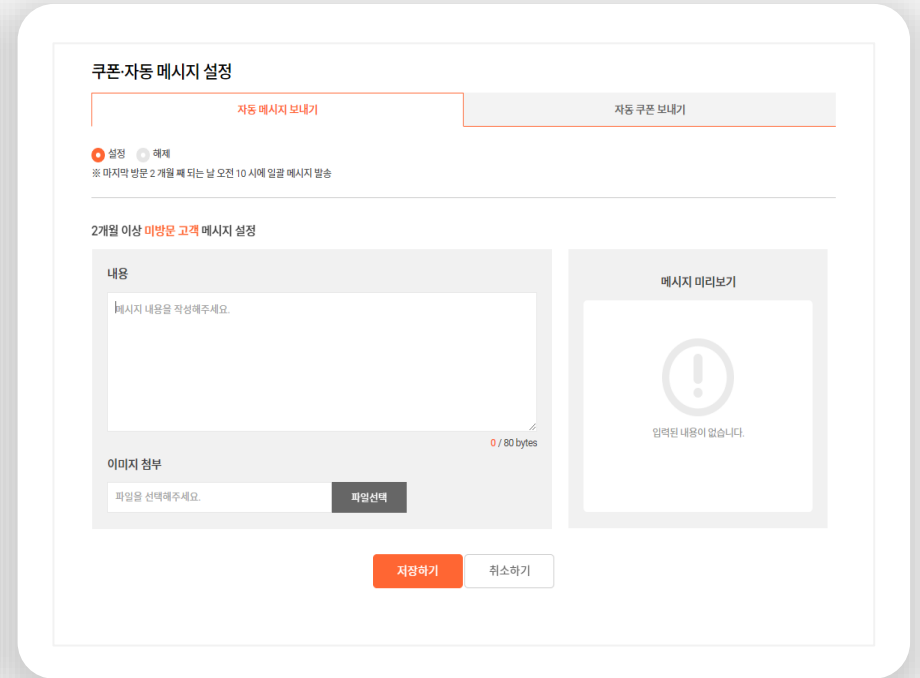 쿠폰·자동 메시지 설정
자동 메시지 보내기
자동 쿠폰 보내기
설정 해제
※ 마지막 방문 2 개월 째 되는 날 오전 10 시에 일괄 메시지 발송
2개월 이상 미방문 고객 메시지 설정
내용
메시지 내용을 작성해주세요.
0 / 80 bytes
이미지 첨부
파일을 선택해주세요. 파일선택
메시지 미리보기
입력된 내용이 없습니다.
저장하기 취소하기